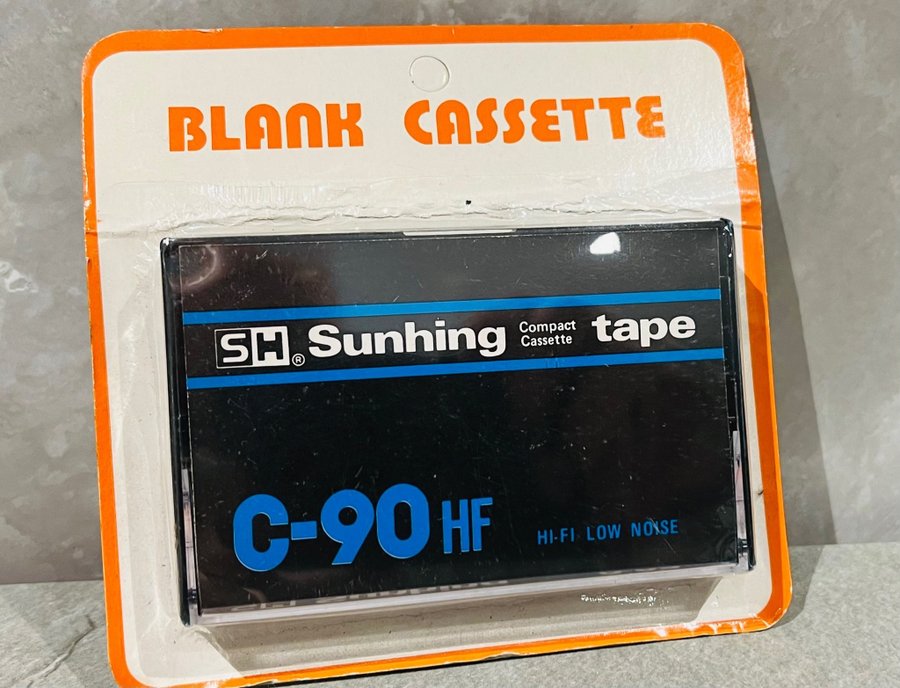 BLANK CASSETTE
SH® Sunhing Compact Cassette tape
C-90 HF HI-FI LOW NOISE